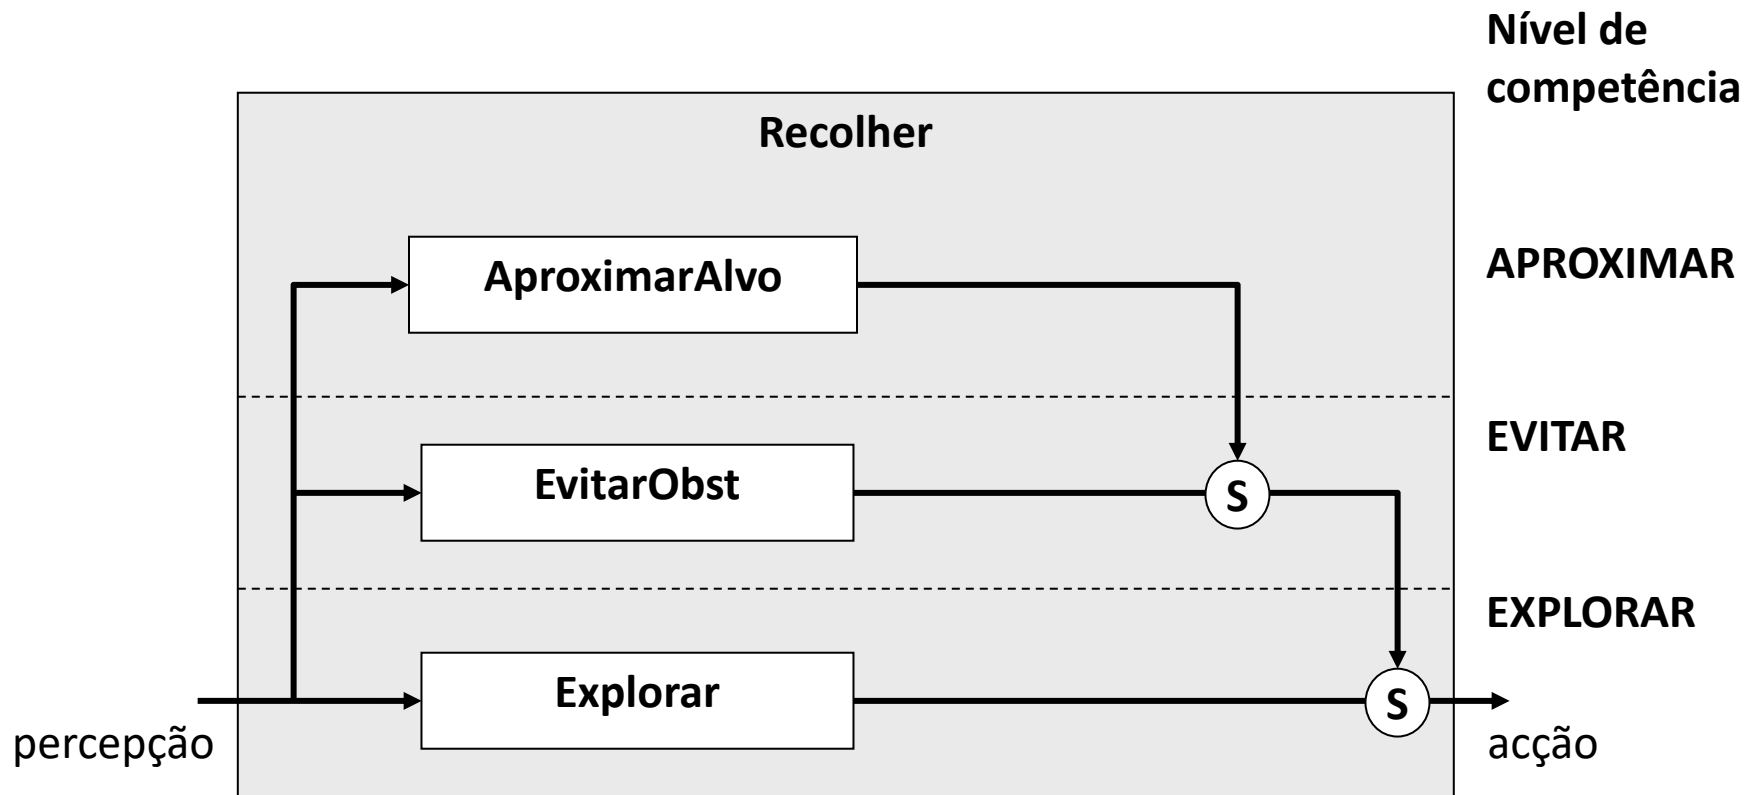 Nível de
competência
Recolher
AproximarAlvo
APROXIMAR
EVITAR
EvitarObst
S
EXPLORAR
Explorar
S
percepção
acção